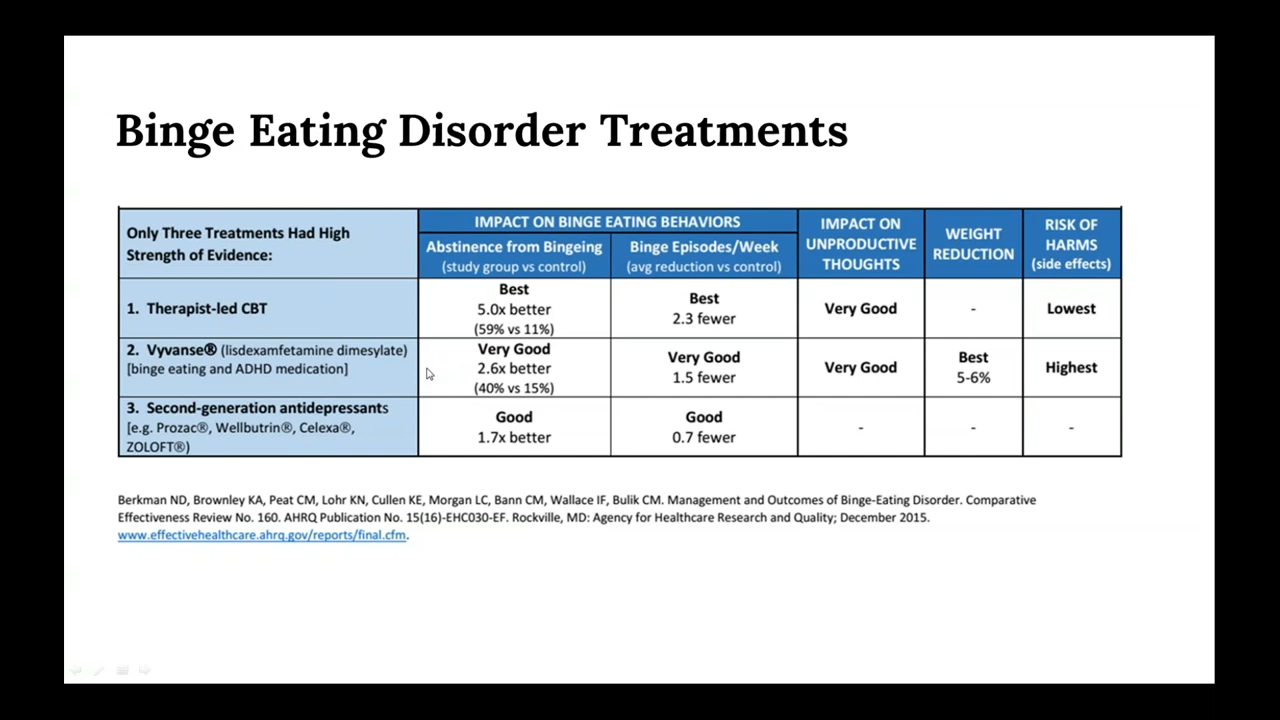 Binge Eating Disorder Treatments
Only Three Treatments Had High
Strength of Evidence:
IMPACT ON BINGE EATING BEHAVIORS
Abstinence from Bingeing
(study group vs control)
Binge Episodes/Week
(avg reduction vs control)
IMPACT ON
UNPRODUCTIVE
THOUGHTS
WEIGHT
REDUCTION
RISK OF
HARMS
(side effects)
1. Therapist-led CBT
Best
5.0x better
(59% vs 11%)
Best
2.3 fewer
Very Good
-
Lowest
2. Vyvanse® (lisdexamfetamine dimesylate)
[binge eating and ADHD medication]
Very Good
2.6x better
(40% vs 15%)
Very Good
1.5 fewer
Very Good
Best
5-6%
Highest
3. Second-generation antidepressants
[e.g. Prozac®, Wellbutrin®, Celexa®,
ZOLOFT®)
Good
1.7x better
Good
0.7 fewer
-
-
-
Berkman ND, Brownley KA, Peat CM, Lohr KN, Cullen KE, Morgan LC, Bann CM, Wallace IF, Bulik CM. Management and Outcomes of Binge-Eating Disorder. Comparative
Effectiveness Review No. 160. AHRQ Publication No. 15(16)-EHC030-EF. Rockville, MD: Agency for Healthcare Research and Quality; December 2015.
www.effectivehealthcare.ahrq.gov/reports/final.cfm.